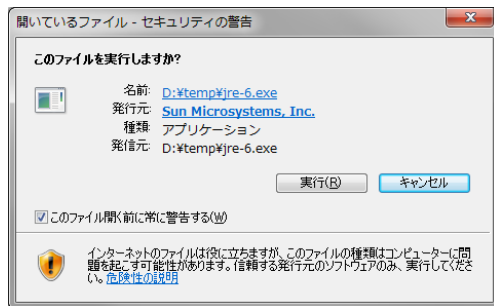 開いているファイル - セキュリティの警告
このファイルを実行しますか?
名前: D:¥temp¥jre-6.exe
発行元: Sun Microsystems, Inc.
種類: アプリケーション
発信元: D:¥temp¥jre-6.exe
実行(R) キャンセル
このファイル開く前に常に警告する(W)
インターネットのファイルは役に立ちますが、このファイルの種類はコンピューターに問
題を起こす可能性があります。信頼する発行元のソフトウェアのみ、実行してくださ
い。危険性の説明